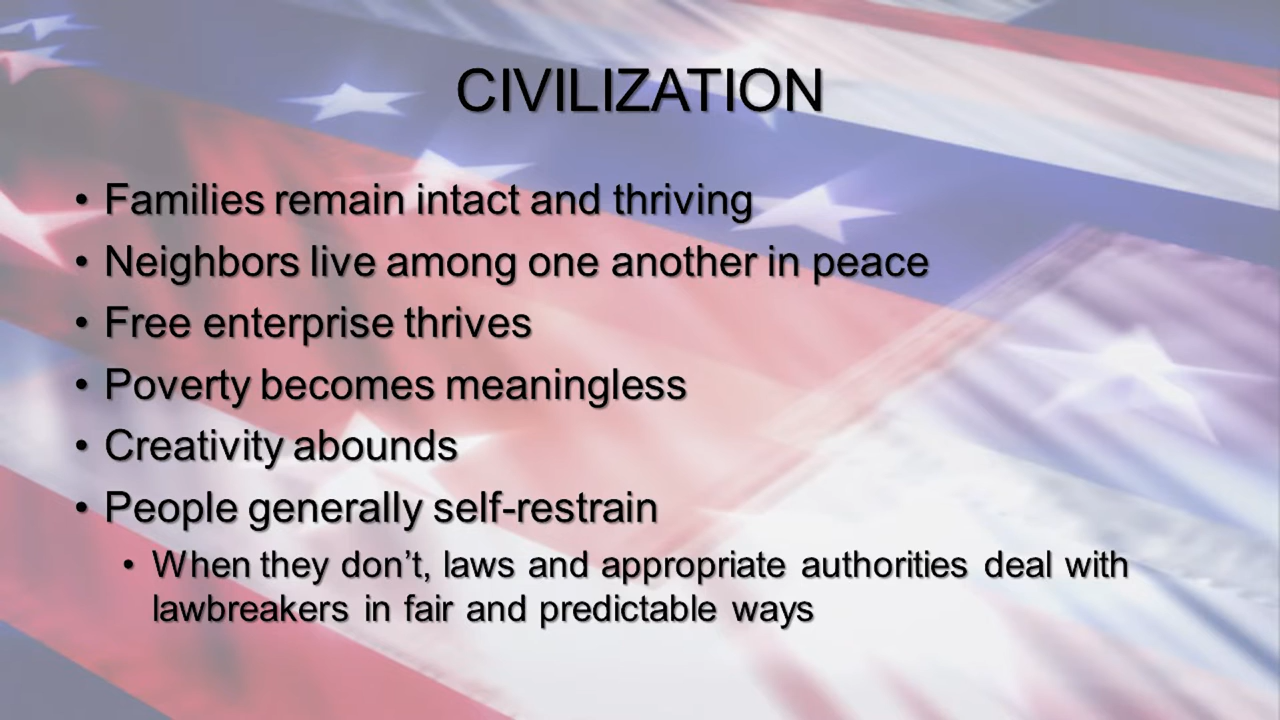 CIVILIZATION
• Families remain intact and thriving
• Neighbors live among one another in peace
• Free enterprise thrives
• Poverty becomes meaningless
• Creativity abounds
• People generally self-restrain
• When they don’t, laws and appropriate authorities deal with
lawbreakers in fair and predictable ways